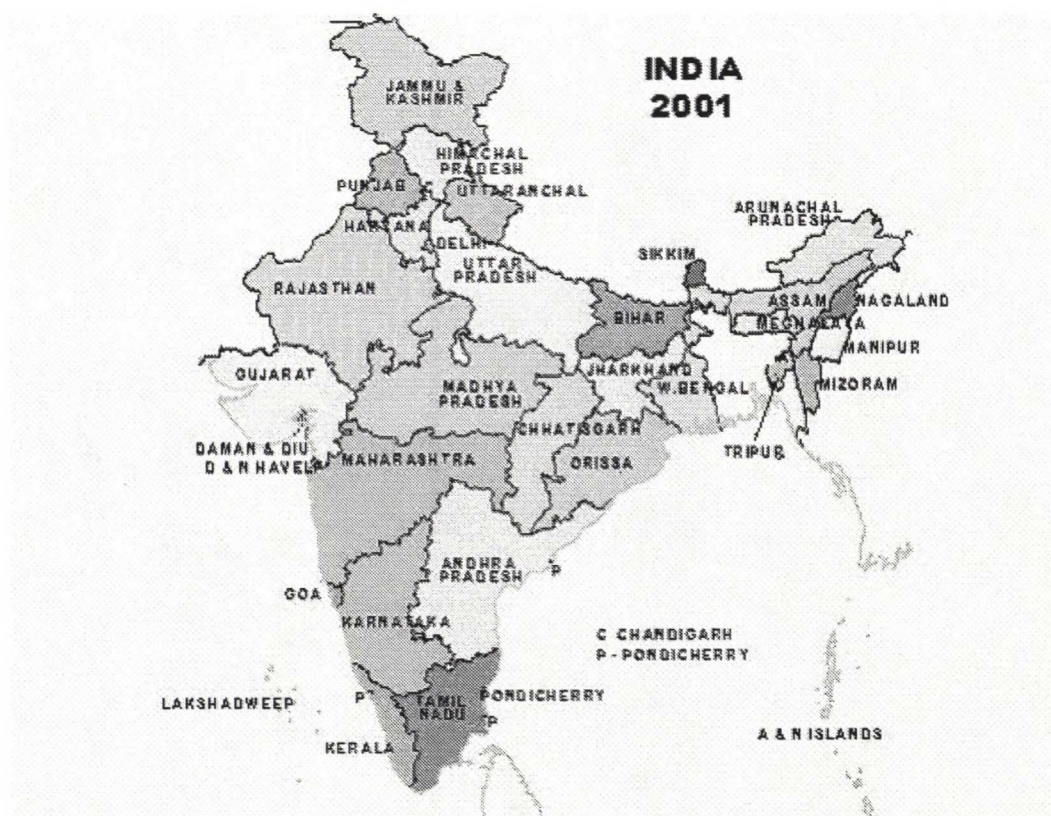 INDIA
2001
JAMMU &
KASHMIR
HIMACHAL
PRADESH
PUNJAB
C
UTTARANCHAL
HARYANA
DELHI
ARUNACHAL
PRADESH
UTTAR
PRADESH
SIKKIM
RAJASTHAN
ASSAM
NAGALAND
BIHAR
MEGHALAYA
MANIPUR
GUJARAT
JHARKHAND
MADHYA
PRADESH
W.BENGAL
MIZORAM
CHHATISGARH
TRIPUR
DAMAN & DIU
D & N HAVEL
MAHARASHTRA
ORISSA
ANDHRA
PRADESH
P
GOA
KARNATAKA
C CHANDIGARH
P - PONDICHERRY
LAKSHADWEEP
P
TAMIL
NADU
PONDICHERRY
P
KERALA
A & N ISLANDS